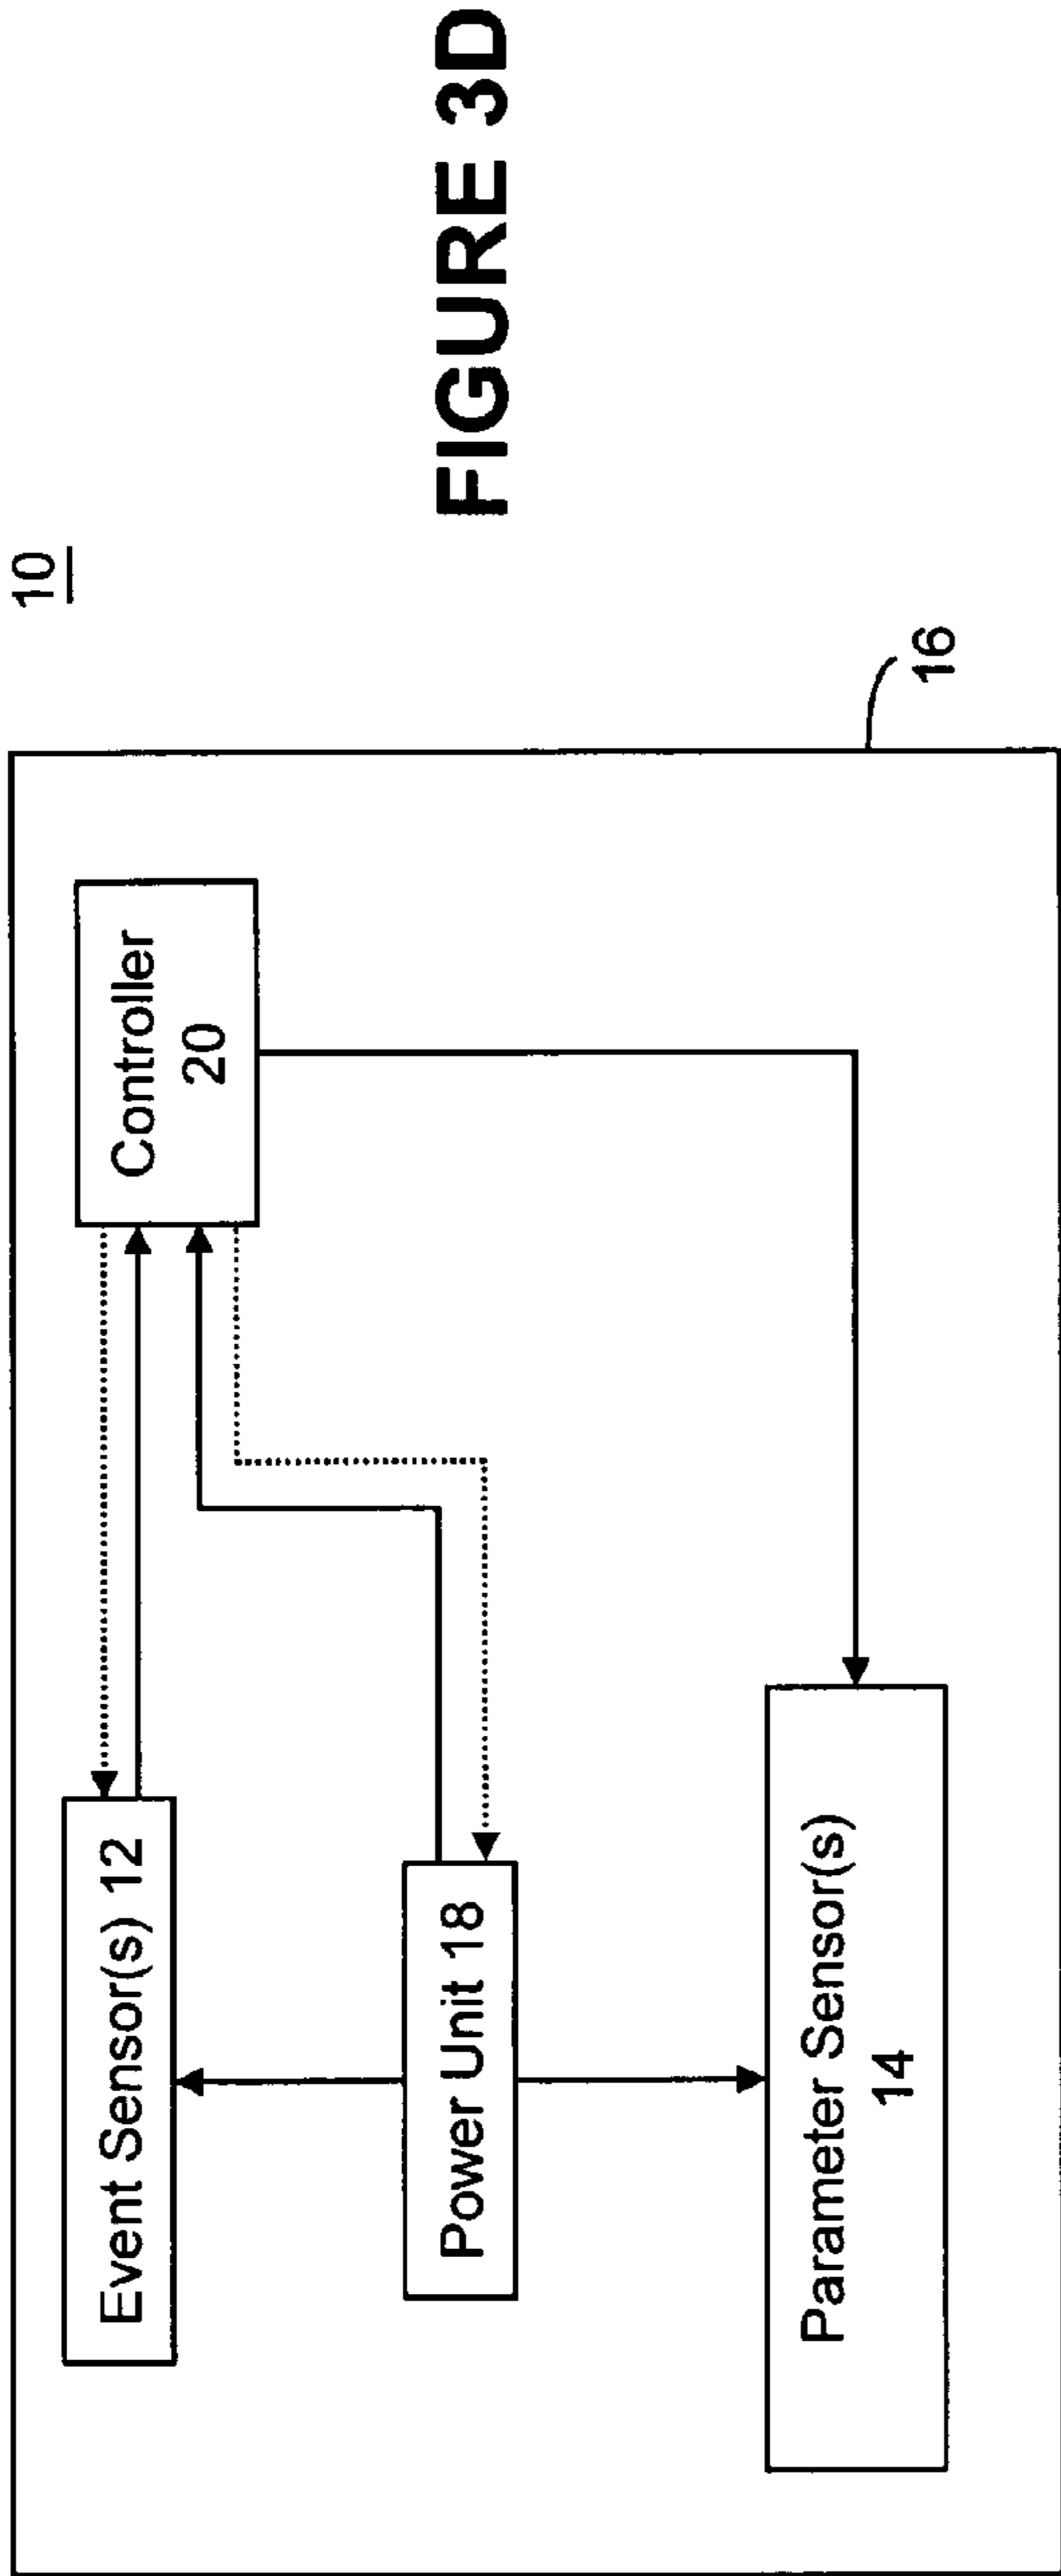 10
Event Sensor(s) 12
Controller
20
Power Unit 18
Parameter Sensor(s)
14
16
FIGURE 3D